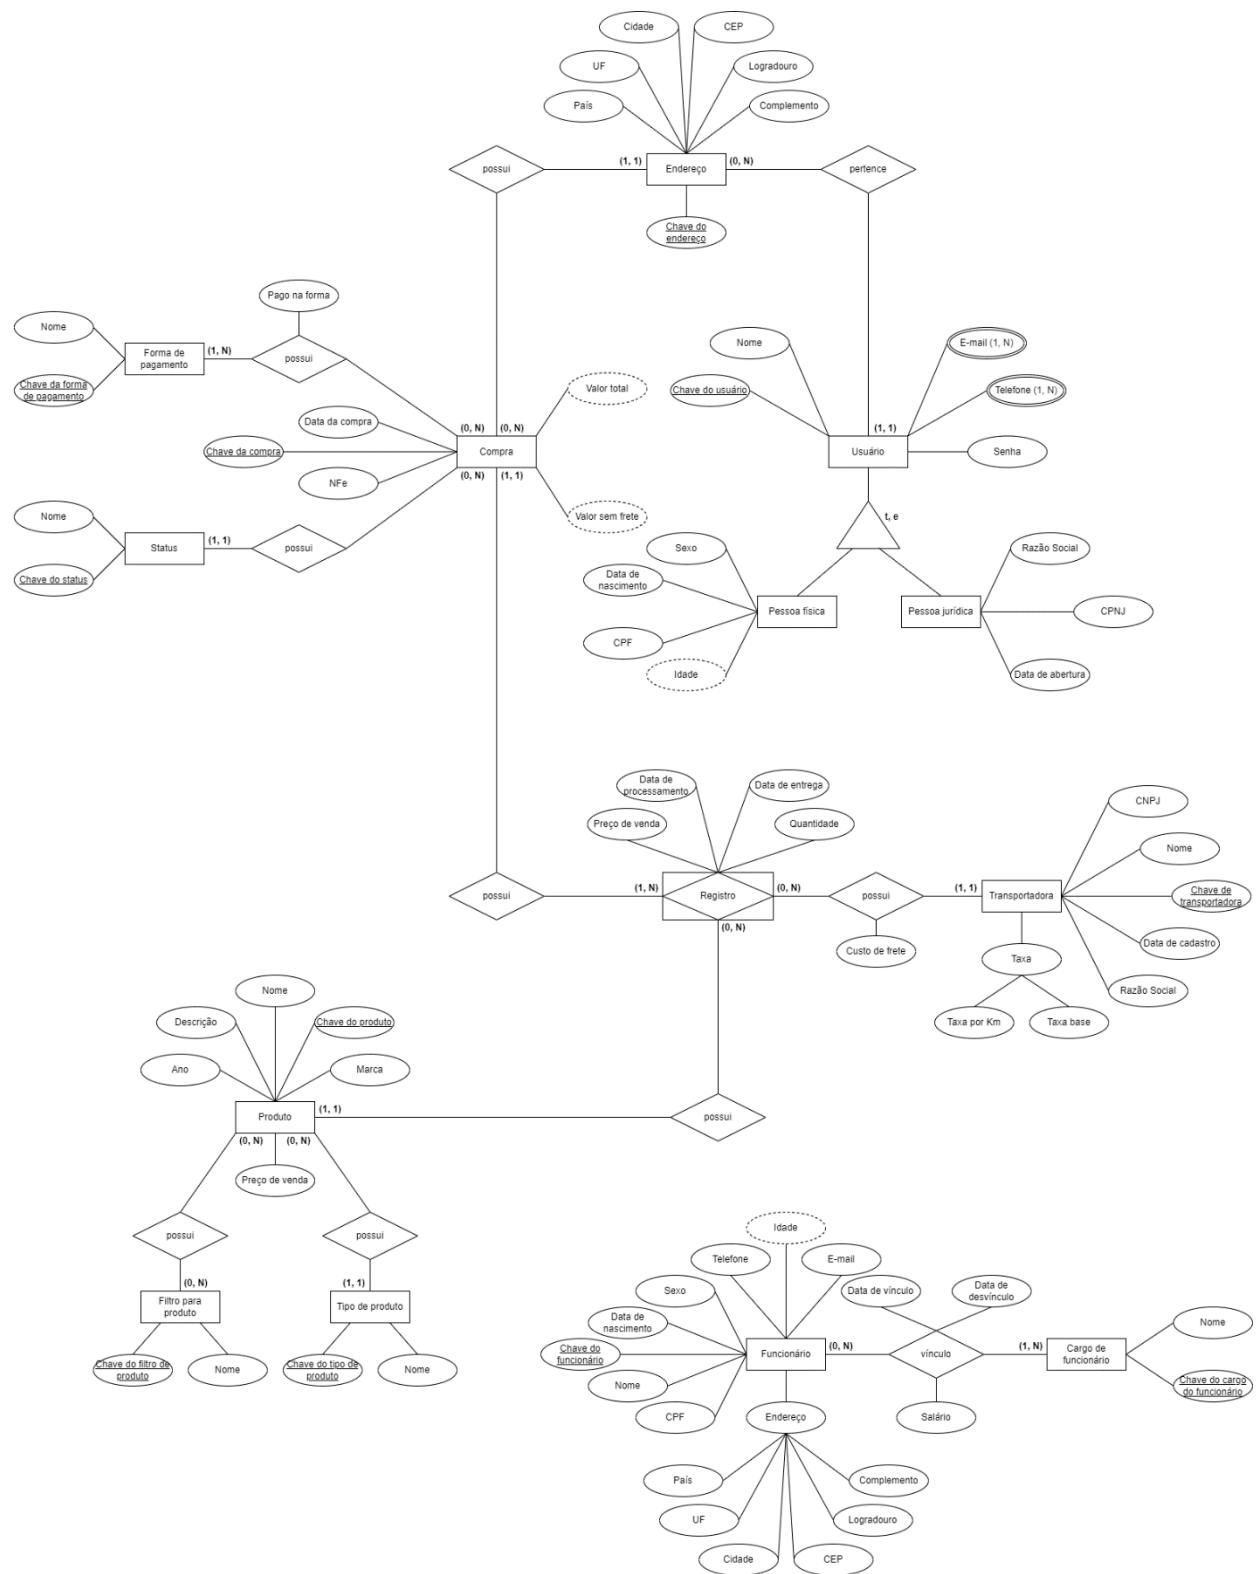 Cidade
CEP
UF
Logradouro
País
Complemento
possui
(1, 1)
Endereço
(0, N)
pertence
Chave do
endereço
Pago na forma
Nome
Forma de
pagamento
(1, N)
possui
Chave da forma
de pagamento
Nome
E-mail (1, N)
Chave do usuário
Telefone (1, N)
Valor total
Data da compra
(0, N)
(0, N)
(1, 1)
Chave da compra
Compra
Usuário
Senha
(0, N)
(1, 1)
NFe
Nome
Valor sem frete
t, e
Status
(1, 1)
possui
Chave do status
Sexo
Razão Social
Data de
nascimento
Pessoa física
Pessoa jurídica
CPNJ
CPF
Idade
Data de abertura
Data de
processamento
Data de entrega
CNPJ
Preço de venda
Quantidade
Nome
possui
(1, N)
Registro
(0, N)
possui
(1, 1)
Transportadora
Chave de
transportadora
(0, N)
Custo de frete
Data de cadastro
Taxa
Nome
Razão Social
Descrição
Chave do produto
Taxa por Km
Taxa base
Ano
Marca
Produto
(1, 1)
possui
(0, N)
(0, N)
Preço de venda
possui
possui
Idade
Telefone
E-mail
(0, N)
(1, 1)
Sexo
Data de vínculo
Data de
desvínculo
Filtro para
produto
Tipo de produto
Data de
nascimento
Nome
Chave do
funcionário
Funcionário
(0, N)
vínculo
(1, N)
Cargo de
funcionário
Chave do filtro de
produto
Nome
Chave do tipo de
produto
Nome
Nome
Chave do cargo
do funcionário
CPF
Endereço
Salário
País
Complemento
UF
Logradouro
Cidade
CEP